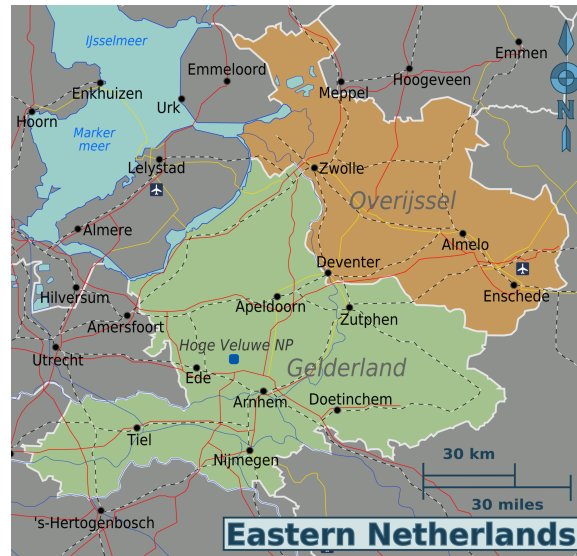 IJsselmeer
Emmen
Emmeloord
Hoogeveen
Enkhuizen
Meppel
Urk
N
Hoorn
Marker
meer
Lelystad
Zwolle
Overijssel
Almere
Almelo
Deventer
Hilversum
Enschede
Apeldoorn
Amersfoort
Zutphen
Hoge Veluwe NP
Utrecht
Gelderland
Ede
Arnhem
Doetinchem
Tiel
Nijmegen
30 km
30 miles
's-Hertogenbosch
Eastern Netherlands